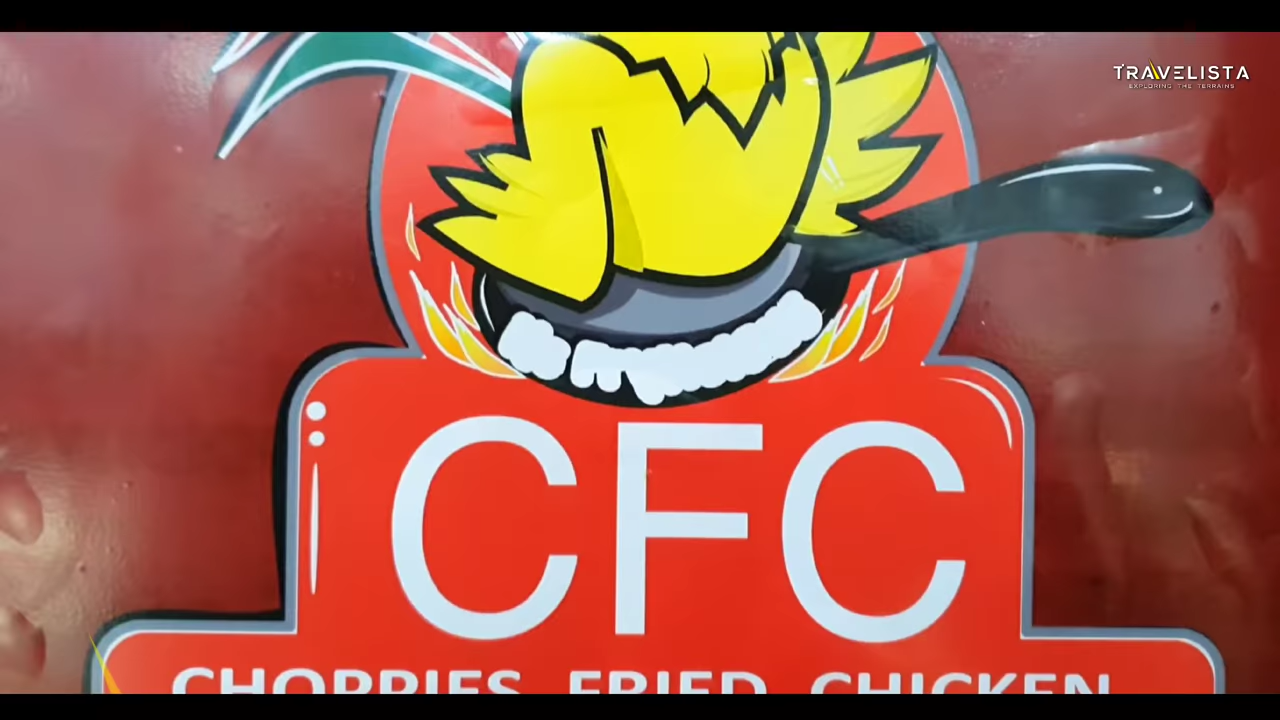 TRAVELISTA
EXPLORING THE TERRAINS
CFC
CHOPPIES FRIED CHICKEN